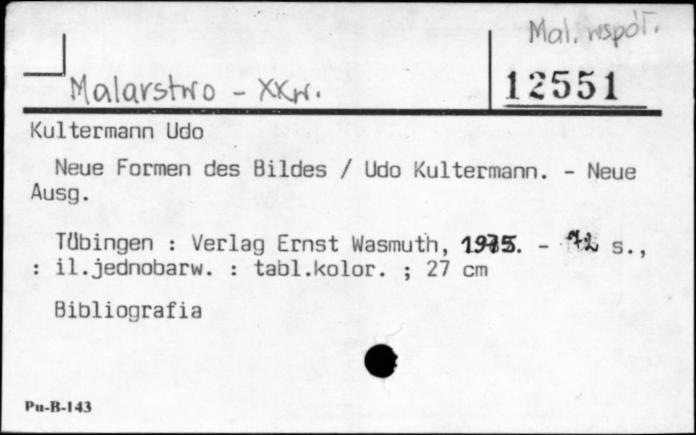 Mal. współ.
Malarstwo - XXw.
12551
Kultermann Udo
Neue Formen des Bildes / Udo Kultermann. - Neue
Ausg.
Tübingen : Verlag Ernst Wasmuth, 1975. - s.,
: il.jednobarw. : tabl.kolor. ; 27 cm
Bibliografia
Pu-B-143